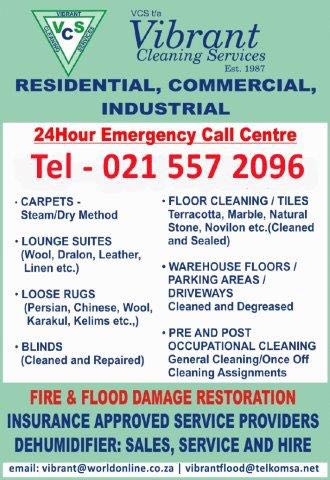 VIBRANT
VCS
CLEANING SERVICES
VCS t/a
Vibrant
Cleaning Services
Est. 1987
RESIDENTIAL, COMMERCIAL,
INDUSTRIAL
24Hour Emergency Call Centre
Tel - 021 557 2096
· CARPETS -
Steam/Dry Method
· LOUNGE SUITES
(Wool, Dralon, Leather,
Linen etc.)
· LOOSE RUGS
(Persian, Chinese, Wool,
Karakul, Kelims etc.,)
· BLINDS
(Cleaned and Repaired)
· FLOOR CLEANING / TILES
Terracotta, Marble, Natural
Stone, Novilon etc.(Cleaned
and Sealed)
· WAREHOUSE FLOORS /
PARKING AREAS /
DRIVEWAYS
Cleaned and Degreased
· PRE AND POST
OCCUPATIONAL CLEANING
General Cleaning/Once Off
Cleaning Assignments
FIRE & FLOOD DAMAGE RESTORATION
INSURANCE APPROVED SERVICE PROVIDERS
DEHUMIDIFIER: SALES, SERVICE AND HIRE
email: vibrant@worldonline.co.za | vibrantflood@telkomsa.net